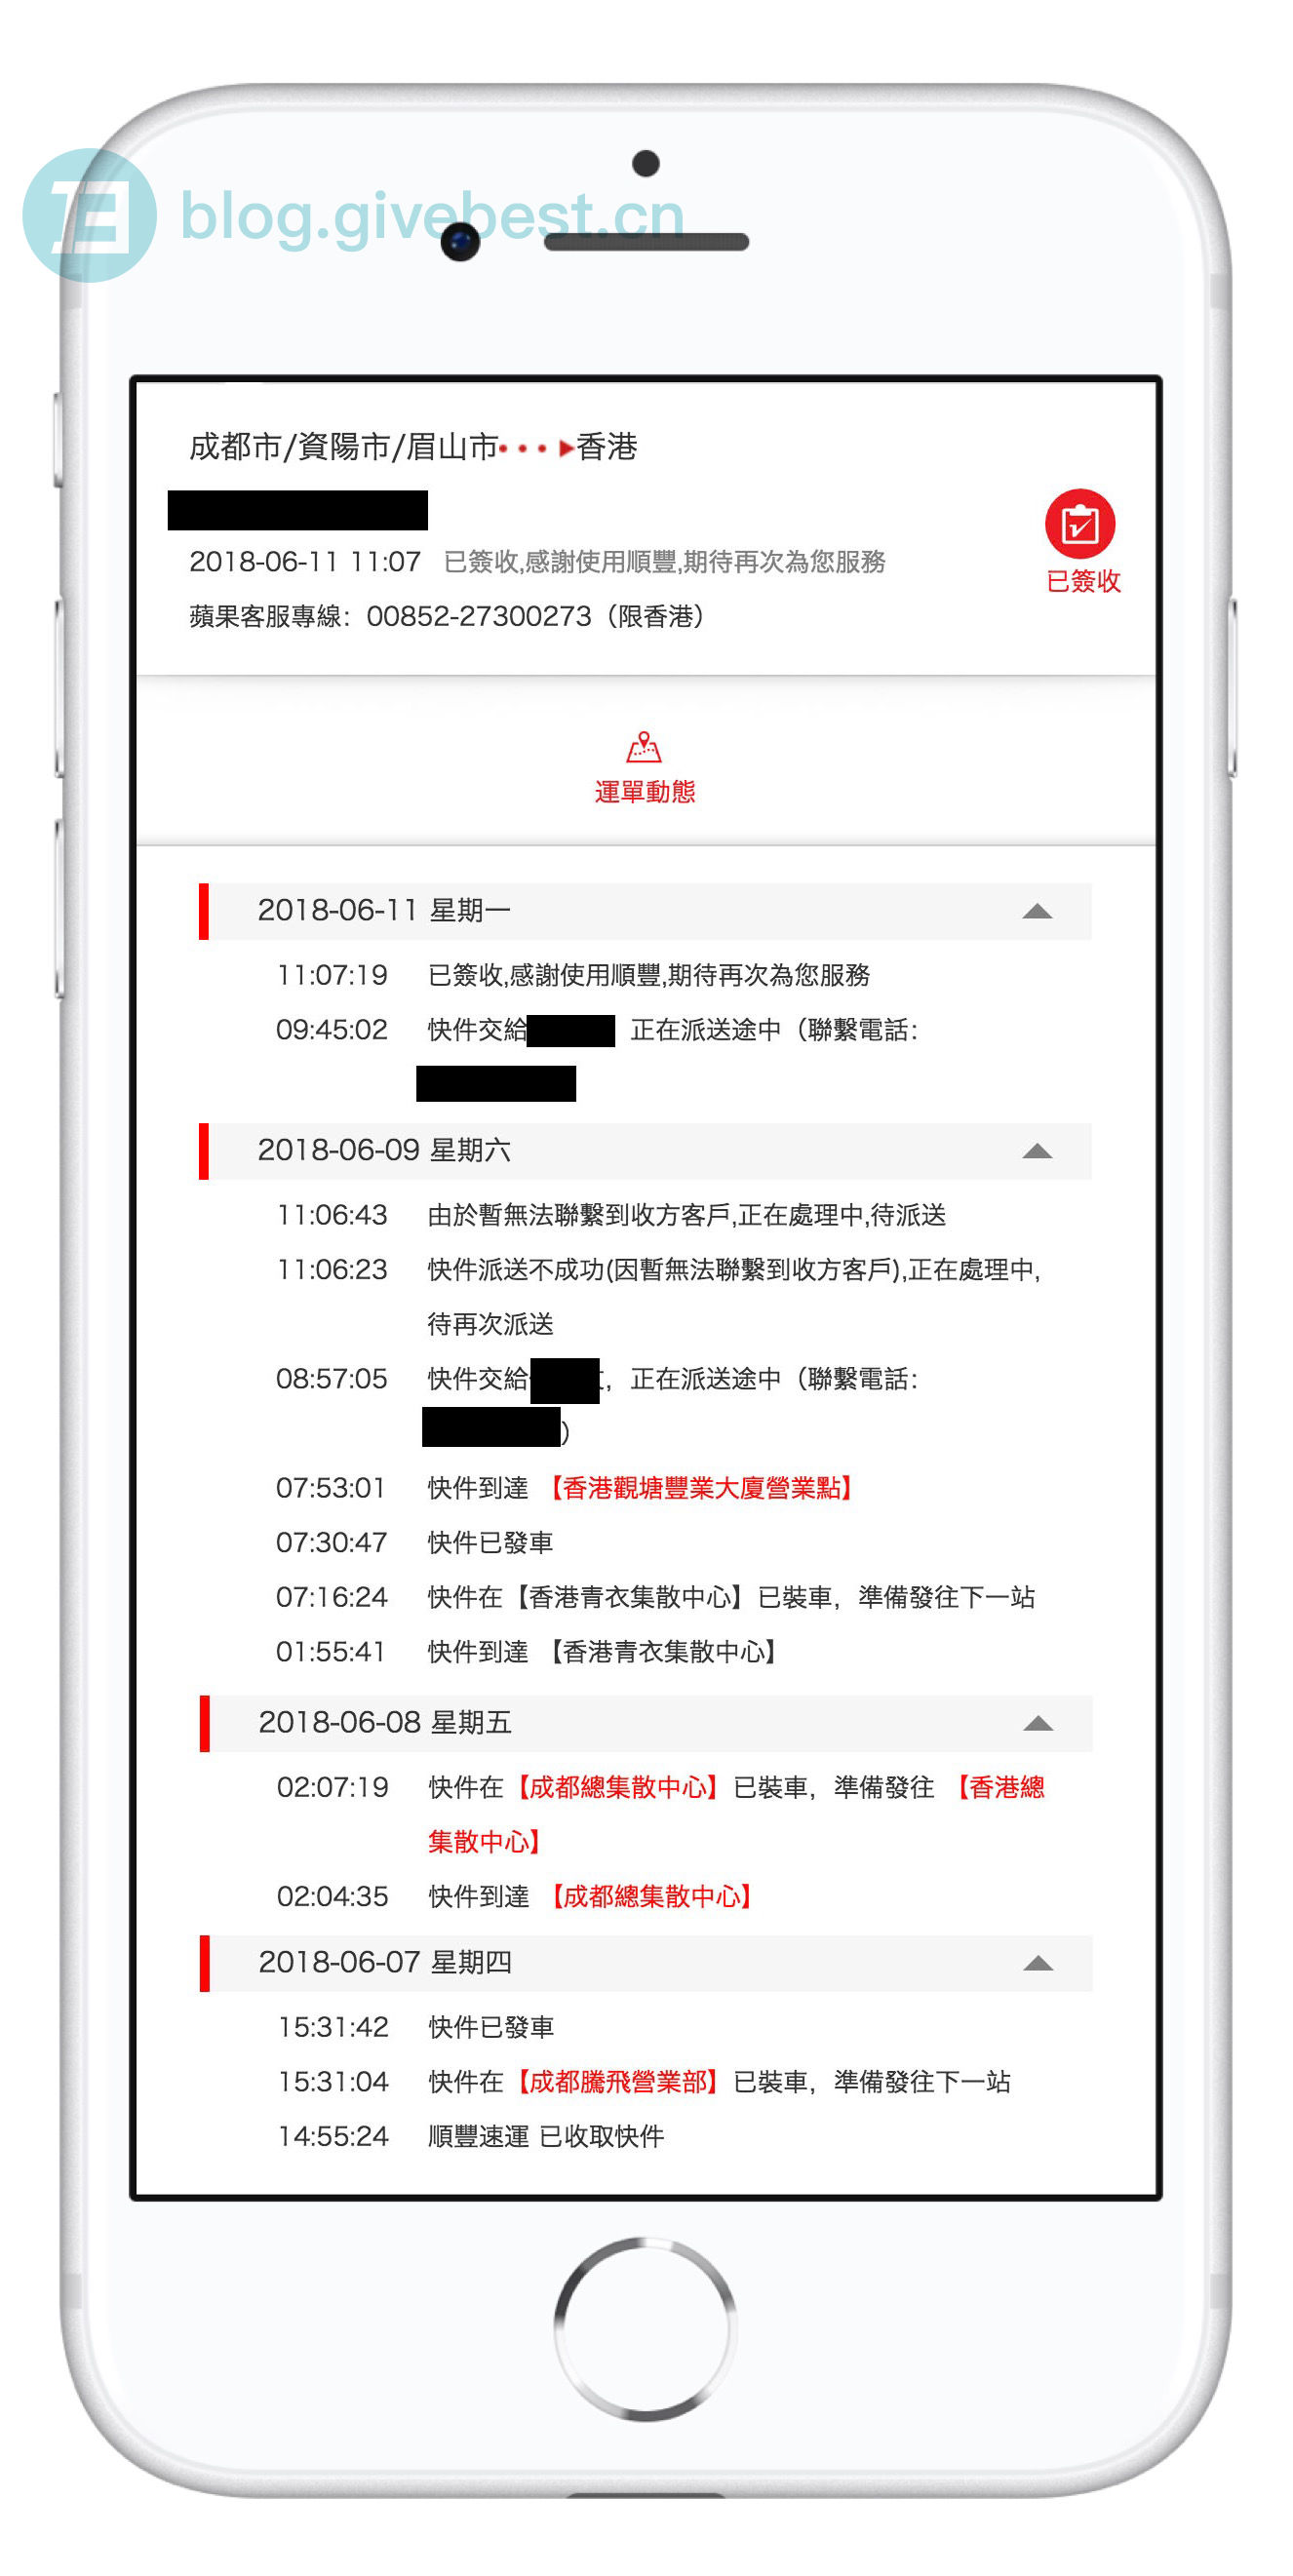 blog.givebest.cn
成都市/資陽市/眉山市 香港
2018-06-11 11:07 已簽收,感謝使用順豐,期待再次為您服務
已簽收
蘋果客服專線：00852-27300273（限香港）
運單動態
2018-06-11 星期一
11:07:19 已簽收,感謝使用順豐,期待再次為您服務
09:45:02 快件交給 正在派送途中（聯繫電話：
2018-06-09 星期六
11:06:43 由於暫無法聯繫到收方客戶,正在處理中,待派送
11:06:23 快件派送不成功(因暫無法聯繫到收方客戶),正在處理中,
待再次派送
08:57:05 快件交給 ，正在派送途中（聯繫電話：
）
07:53:01 快件到達 【香港觀塘豐業大廈營業點】
07:30:47 快件已發車
07:16:24 快件在【香港青衣集散中心】已裝車，準備發往下一站
01:55:41 快件到達 【香港青衣集散中心】
2018-06-08 星期五
02:07:19 快件在【成都總集散中心】已裝車，準備發往 【香港總
集散中心】
02:04:35 快件到達 【成都總集散中心】
2018-06-07 星期四
15:31:42 快件已發車
15:31:04 快件在【成都騰飛營業部】已裝車，準備發往下一站
14:55:24 順豐速運 已收取快件